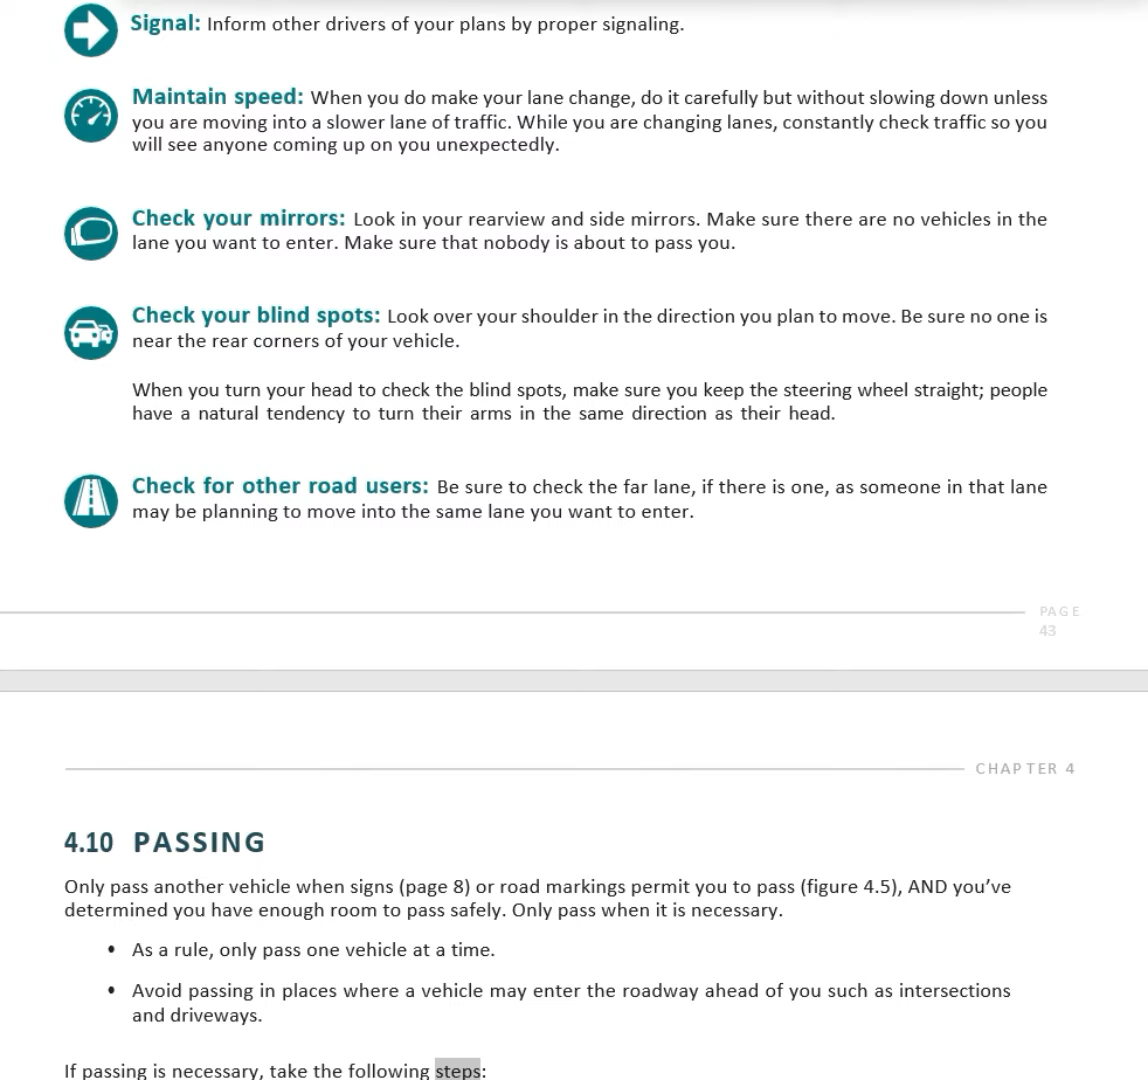 Signal: Inform other drivers of your plans by proper signaling.
Maintain speed: When you do make your lane change, do it carefully but without slowing down unless
you are moving into a slower lane of traffic. While you are changing lanes, constantly check traffic so you
will see anyone coming up on you unexpectedly.
Check your mirrors: Look in your rearview and side mirrors. Make sure there are no vehicles in the
lane you want to enter. Make sure that nobody is about to pass you.
Check your blind spots: Look over your shoulder in the direction you plan to move. Be sure no one is
near the rear corners of your vehicle.
When you turn your head to check the blind spots, make sure you keep the steering wheel straight; people
have a natural tendency to turn their arms in the same direction as their head.
Check for other road users: Be sure to check the far lane, if there is one, as someone in that lane
may be planning to move into the same lane you want to enter.
PAGE
43
CHAPTER 4
4.10 PASSING
Only pass another vehicle when signs (page 8) or road markings permit you to pass (figure 4.5), AND you’ve
determined you have enough room to pass safely. Only pass when it is necessary.
• As a rule, only pass one vehicle at a time.
• Avoid passing in places where a vehicle may enter the roadway ahead of you such as intersections
and driveways.
If passing is necessary, take the following steps: